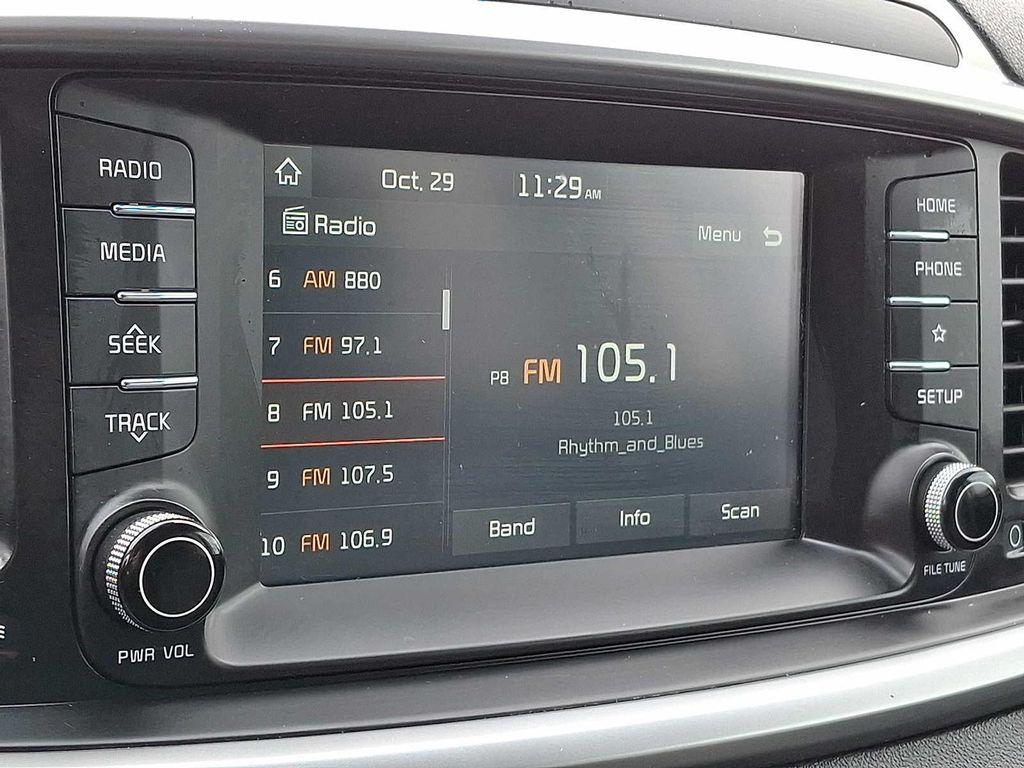 RADIO
MEDIA
SEEK
TRACK
PWR VOL
Oct. 29 11:29 AM
Radio
Menu
6 AM 880
7 FM 97.1
8 FM 105.1
9 FM 107.5
10 FM 106.9
P8 FM 105.1
105.1
Rhythm_and_Blues
Band Info Scan
HOME
PHONE
SETUP
FILE TUNE